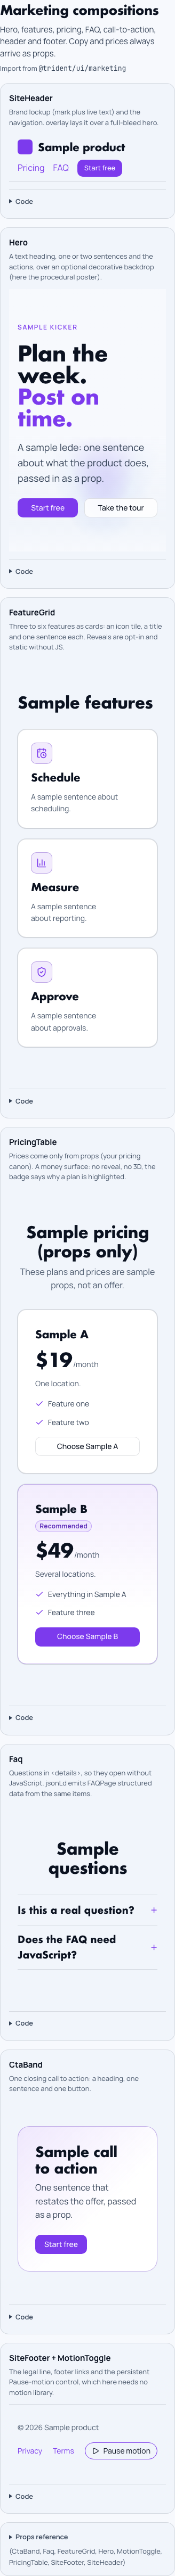 Marketing compositions
Hero, features, pricing, FAQ, call-to-action,
header and footer. Copy and prices always
arrive as props.
Import from @trident/ui/marketing
SiteHeader
Brand lockup (mark plus live text) and the
navigation. overlay lays it over a full-bleed hero.
Sample product
Pricing FAQ Start free
Code
Hero
A text heading, one or two sentences and the
actions, over an optional decorative backdrop
(here the procedural poster).
SAMPLE KICKER
Plan the
week.
Post on
time.
A sample lede: one sentence
about what the product does,
passed in as a prop.
Start free Take the tour
Code
FeatureGrid
Three to six features as cards: an icon tile, a title
and one sentence each. Reveals are opt-in and
static without JS.
Sample features
Schedule
A sample sentence about
scheduling.
Measure
A sample sentence
about reporting.
Approve
A sample sentence
about approvals.
Code
PricingTable
Prices come only from props (your pricing
canon). A money surface: no reveal, no 3D, the
badge says why a plan is highlighted.
Sample pricing
(props only)
These plans and prices are sample
props, not an offer.
Sample A
$19/month
One location.
Feature one
Feature two
Choose Sample A
Sample B
Recommended
$49/month
Several locations.
Everything in Sample A
Feature three
Choose Sample B
Code
Faq
Questions in <details>, so they open without
JavaScript. jsonLd emits FAQPage structured
data from the same items.
Sample
questions
Is this a real question? +
Does the FAQ need
JavaScript? +
Code
CtaBand
One closing call to action: a heading, one
sentence and one button.
Sample call
to action
One sentence that
restates the offer, passed
as a prop.
Start free
Code
SiteFooter + MotionToggle
The legal line, footer links and the persistent
Pause-motion control, which here needs no
motion library.
© 2026 Sample product
Privacy Terms Pause motion
Code
Props reference
(CtaBand, Faq, FeatureGrid, Hero, MotionToggle,
PricingTable, SiteFooter, SiteHeader)